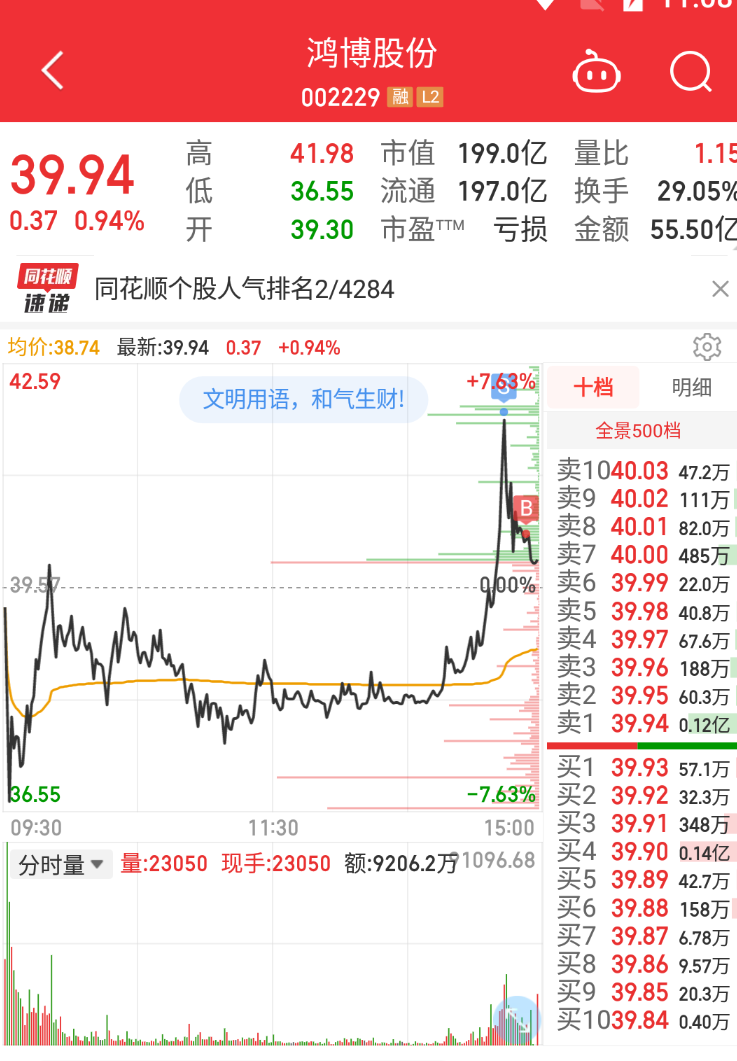 鸿博股份
002229 融 L2
39.94
0.37 0.94%
高 41.98 市值 199.0亿 量比 1.15
低 36.55 流通 197.0亿 换手 29.05%
开 39.30 市盈TTM 亏损 金额 55.50亿
同花顺
速递
同花顺个股人气排名2/4284
均价:38.74 最新:39.94 0.37 +0.94%
42.59
+7.63%
文明用语，和气生财!
B
39.57
0.00%
36.55
-7.63%
09:30 11:30 15:00
分时量 量:23050 现手:23050 额:9206.2万
91096.68
十档 明细
全景500档
卖10 40.03 47.2万
卖9 40.02 111万
卖8 40.01 82.0万
卖7 40.00 485万
卖6 39.99 22.0万
卖5 39.98 40.8万
卖4 39.97 67.6万
卖3 39.96 188万
卖2 39.95 60.3万
卖1 39.94 0.12亿
买1 39.93 57.1万
买2 39.92 32.3万
买3 39.91 348万
买4 39.90 0.14亿
买5 39.89 42.7万
买6 39.88 158万
买7 39.87 6.78万
买8 39.86 9.57万
买9 39.85 20.3万
买10 39.84 0.40万